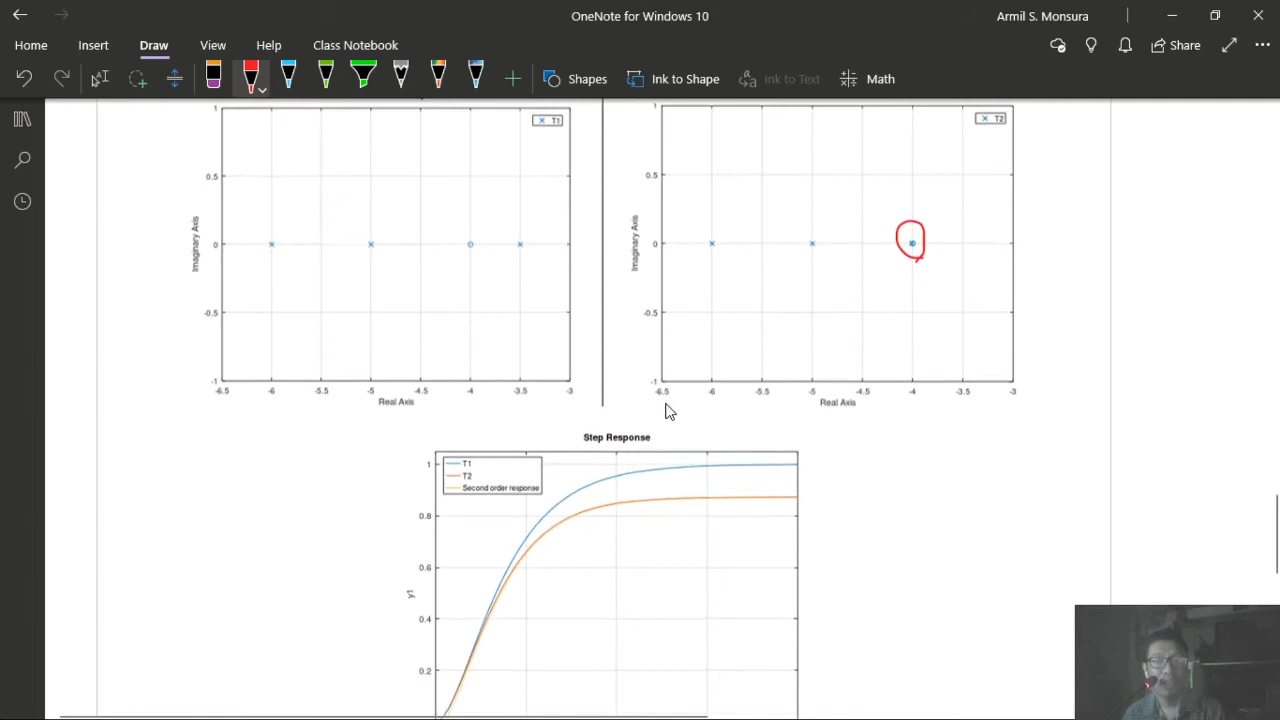 OneNote for Windows 10
Armil S. Monsura
Home Insert Draw View Help Class Notebook
Share
Shapes Ink to Shape Ink to Text Math
T1
T2
1
0.5
0
-0.5
-1
-6.5 -6 -5.5 -5 -4.5 -4 -3.5 -3
Real Axis
Imaginary Axis
1
0.5
0
-0.5
-1
-6.5 -6 -5.5 -5 -4.5 -4 -3.5 -3
Real Axis
Imaginary Axis
Step Response
T1
T2
Second order response
1
0.8
0.6
0.4
0.2
y1